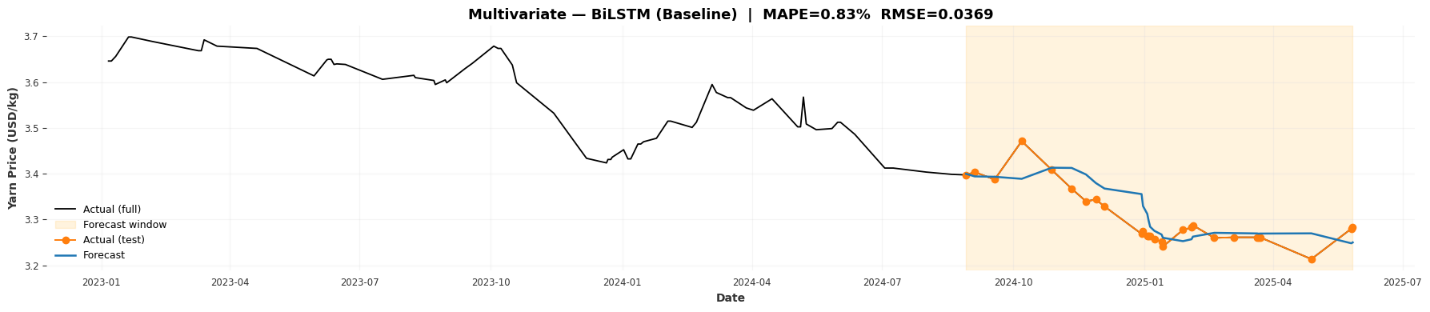 Multivariate — BiLSTM (Baseline) | MAPE=0.83% RMSE=0.0369
Yarn Price (USD/kg)
3.7
3.6
3.5
3.4
3.3
3.2
Actual (full)
Forecast window
Actual (test)
Forecast
2023-01
2023-04
2023-07
2023-10
2024-01
2024-04
2024-07
2024-10
2025-01
2025-04
2025-07
Date